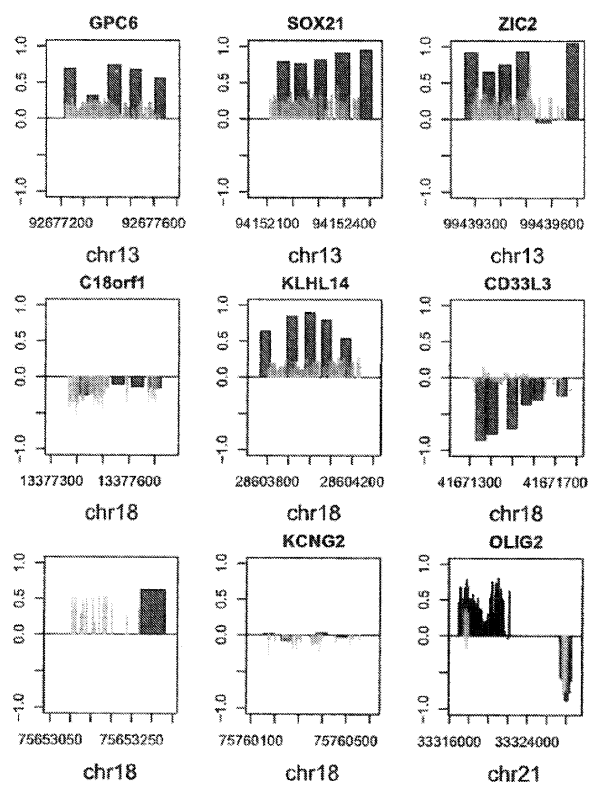 GPC6 SOX21 ZIC2
1.0 1.0 1.0
0.5 0.5 0.5
0.0 0.0 0.0
-1.0 -1.0 -1.0
92677200 92677600 94152100 94152400 99439300 99439600
chr13 chr13 chr13
C18orf1 KLHL14 CD33L3
1.0 1.0 1.0
0.5 0.5 0.5
0.0 0.0 0.0
-1.0 -1.0 -1.0
13377300 13377600 28603800 28604200 41671300 41671700
chr18 chr18 chr18
KCNG2 OLIG2
1.0 1.0 1.0
0.5 0.5 0.5
0.0 0.0 0.0
-1.0 -1.0 -1.0
75653050 75653250 75760100 75760500 33316000 33324000
chr18 chr18 chr21